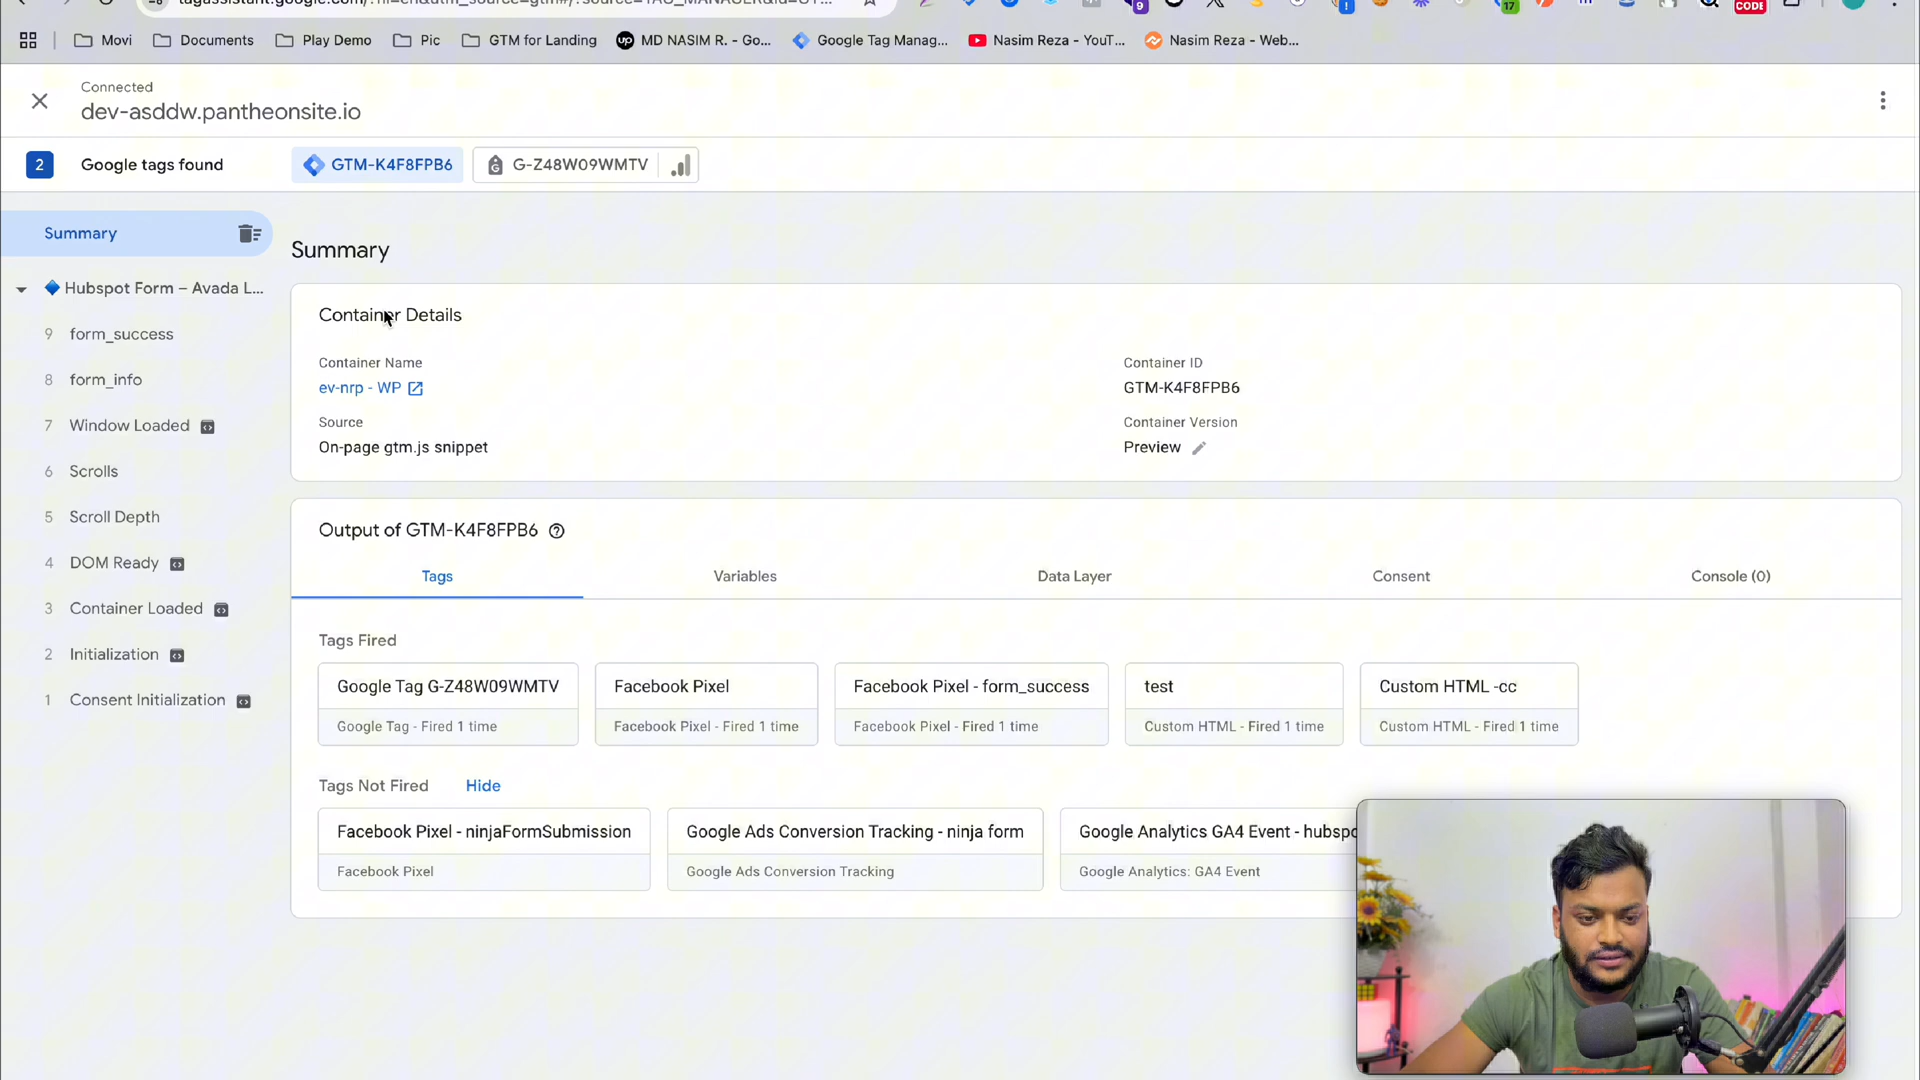 9
17
CODE
Movi
Documents
Play Demo
Pic
GTM for Landing
up MD NASIM R. - Go...
Google Tag Manag...
Nasim Reza - YouT...
Nasim Reza - Web...
Connected
dev-asddw.pantheonsite.io
2 Google tags found GTM-K4F8FPB6 G-Z48W09WMTV
Summary
Hubspot Form – Avada L...
9 form_success
8 form_info
7 Window Loaded
6 Scrolls
5 Scroll Depth
4 DOM Ready
3 Container Loaded
2 Initialization
1 Consent Initialization
Summary
Container Details
Container Name
ev-nrp - WP
Container ID
GTM-K4F8FPB6
Source
On-page gtm.js snippet
Container Version
Preview
Output of GTM-K4F8FPB6
Tags Variables Data Layer Consent Console (0)
Tags Fired
Google Tag G-Z48W09WMTV
Google Tag - Fired 1 time
Facebook Pixel
Facebook Pixel - Fired 1 time
Facebook Pixel - form_success
Facebook Pixel - Fired 1 time
test
Custom HTML - Fired 1 time
Custom HTML -cc
Custom HTML - Fired 1 time
Tags Not Fired Hide
Facebook Pixel - ninjaFormSubmission
Facebook Pixel
Google Ads Conversion Tracking - ninja form
Google Ads Conversion Tracking
Google Analytics GA4 Event - hubspo
Google Analytics: GA4 Event